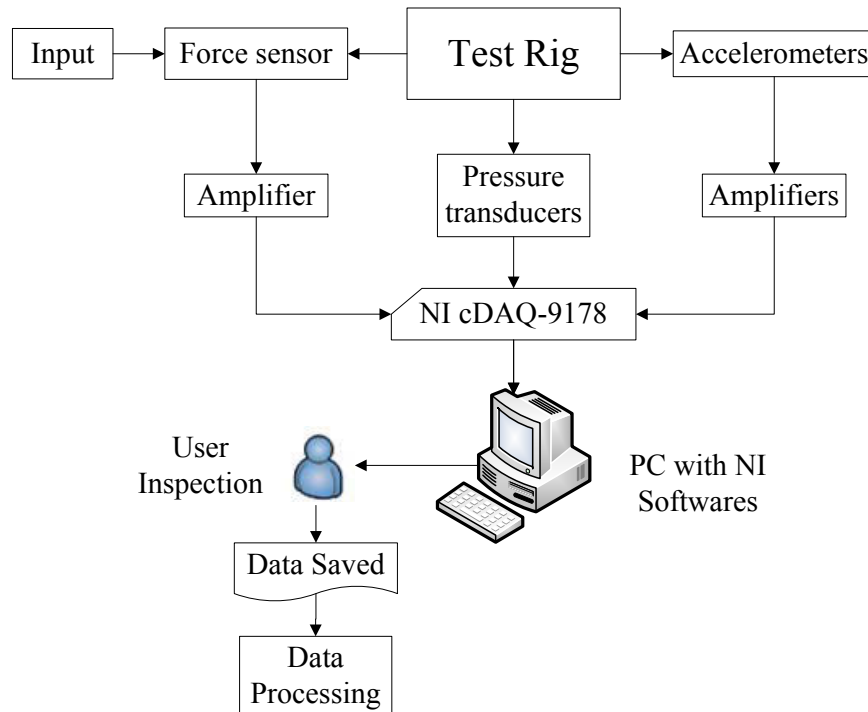 Input
Force sensor
Test Rig
Accelerometers
Amplifier
Pressure
transducers
Amplifiers
NI cDAQ-9178
User
Inspection
PC with NI
Softwares
Data Saved
Data
Processing